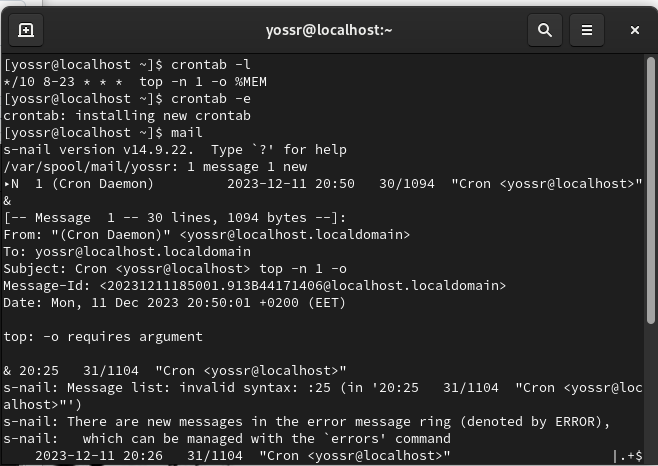 yossr@localhost:~
[yossr@localhost ~]$ crontab -l
*/10 8-23 * * *  top -n 1 -o %MEM
[yossr@localhost ~]$ crontab -e
crontab: installing new crontab
[yossr@localhost ~]$ mail
s-nail version v14.9.22.  Type `?' for help
/var/spool/mail/yossr: 1 message 1 new
▸N  1 (Cron Daemon)         2023-12-11 20:50   30/1094  "Cron <yossr@localhost>"
&
[-- Message  1 -- 30 lines, 1094 bytes --]:
From: "(Cron Daemon)" <yossr@localhost.localdomain>
To: yossr@localhost.localdomain
Subject: Cron <yossr@localhost> top -n 1 -o
Message-Id: <20231211185001.913B44171406@localhost.localdomain>
Date: Mon, 11 Dec 2023 20:50:01 +0200 (EET)
top: -o requires argument
& 20:25   31/1104  "Cron <yossr@localhost>"
s-nail: Message list: invalid syntax: :25 (in '20:25   31/1104  "Cron <yossr@loc
alhost>"')
s-nail: There are new messages in the error message ring (denoted by ERROR),
s-nail:   which can be managed with the `errors' command
2023-12-11 20:26   31/1104  "Cron <yossr@localhost>"                    |.+$